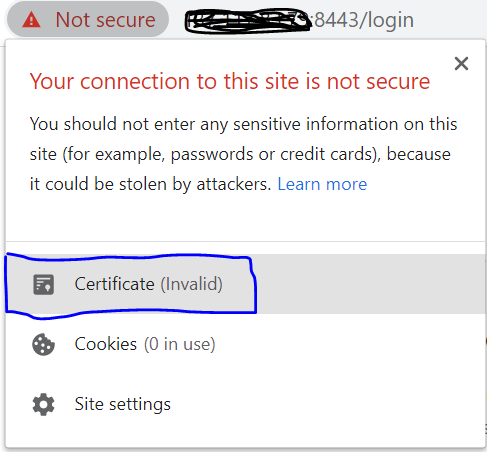 Not secure :8443/login
Your connection to this site is not secure
You should not enter any sensitive information on this
site (for example, passwords or credit cards), because
it could be stolen by attackers. Learn more
Certificate (Invalid)
Cookies (0 in use)
Site settings